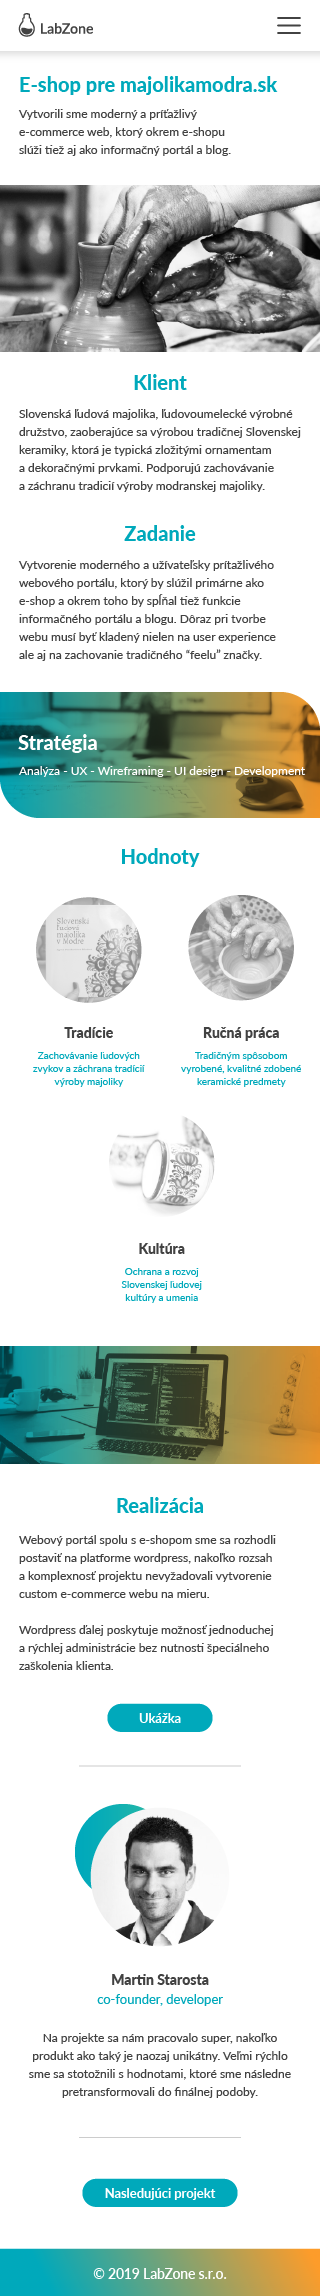 LabZone
E-shop pre majolikamodra.sk
Vytvorili sme moderný a príťažlivý
e-commerce web, ktorý okrem e-shopu
slúži tiež aj ako informačný portál a blog.
Klient
Slovenská ľudová majolika, ľudovoumelecké výrobné
družstvo, zaoberajúce sa výrobou tradičnej Slovenskej
keramiky, ktorá je typická zložitými ornamentam
a dekoračnými prvkami. Podporujú zachovávanie
a záchranu tradicií výroby modranskej majoliky.
Zadanie
Vytvorenie moderného a užívateľsky príťažlivého
webového portálu, ktorý by slúžil primárne ako
e-shop a okrem toho by spĺňal tiež funkcie
informačného portálu a blogu. Dôraz pri tvorbe
webu musí byť kladený nielen na user experience
ale aj na zachovanie tradičného “feelu” značky.
Stratégia
Analýza - UX - Wireframing - UI design - Development
Hodnoty
Slovenská
ľudová
majolika
v Modre
Tradície
Zachovávanie ľudových
zvykov a záchrana tradícií
výroby majoliky
Ručná práca
Tradičným spôsobom
vyrobené, kvalitné zdobené
keramické predmety
Kultúra
Ochrana a rozvoj
Slovenskej ľudovej
kultúry a umenia
Realizácia
Webový portál spolu s e-shopom sme sa rozhodli
postaviť na platforme wordpress, nakoľko rozsah
a komplexnosť projektu nevyžadovali vytvorenie
custom e-commerce webu na mieru.
Wordpress ďalej poskytuje možnosť jednoduchej
a rýchlej administrácie bez nutnosti špeciálneho
zaškolenia klienta.
Ukážka
Martin Starosta
co-founder, developer
Na projekte sa nám pracovalo super, nakoľko
produkt ako taký je naozaj unikátny. Veľmi rýchlo
sme sa stotožnili s hodnotami, ktoré sme následne
pretransformovali do finálnej podoby.
Nasledujúci projekt
© 2019 LabZone s.r.o.